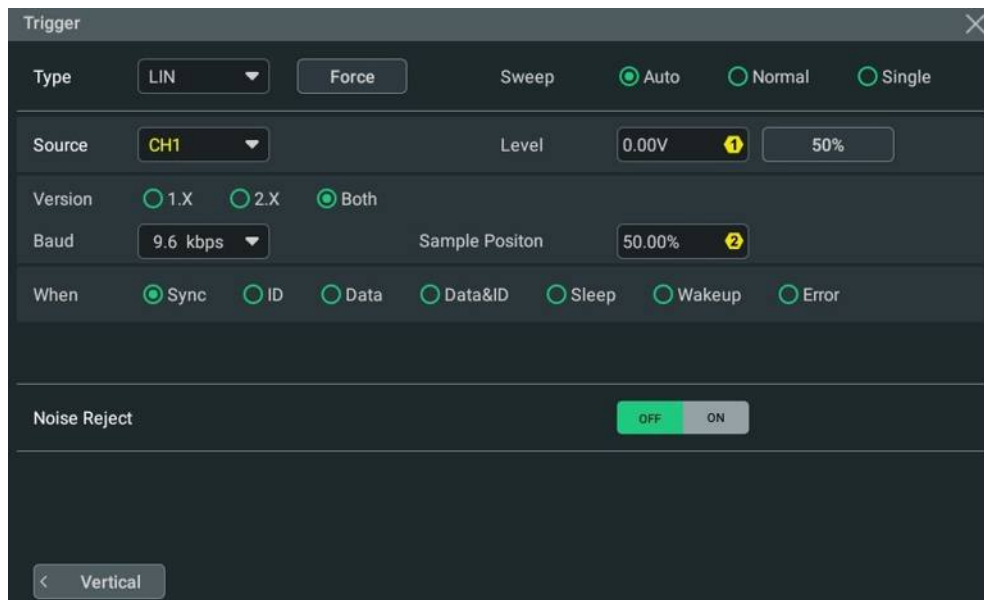 Trigger
Type LIN Force Sweep Auto Normal Single
Source CH1 Level 0.00V 1 50%
Version 1.X 2.X Both
Baud 9.6 kbps Sample Positon 50.00% 2
When Sync ID Data Data&ID Sleep Wakeup Error
Noise Reject OFF ON
Vertical